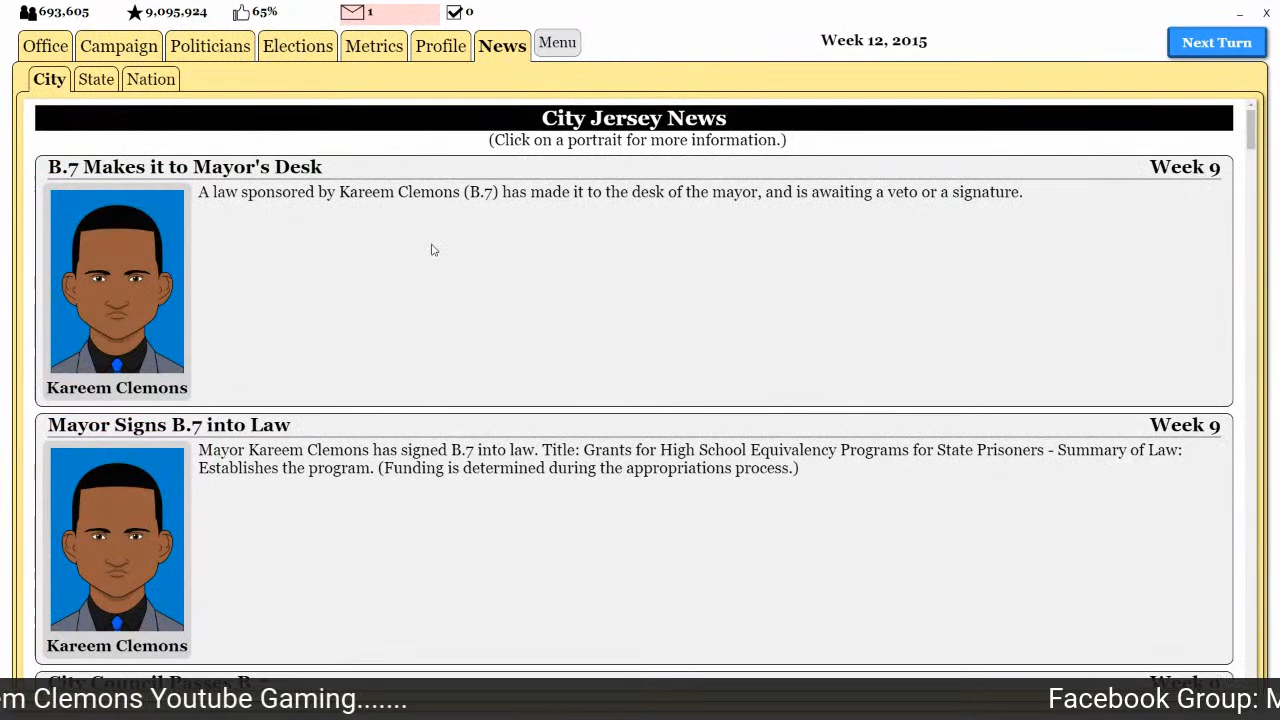 693,605 9,095,924 65% 1 0 _ X
Office Campaign Politicians Elections Metrics Profile News Menu Week 12, 2015 Next Turn
City State Nation
City Jersey News
(Click on a portrait for more information.)
B.7 Makes it to Mayor's Desk Week 9
A law sponsored by Kareem Clemons (B.7) has made it to the desk of the mayor, and is awaiting a veto or a signature.
Kareem Clemons
Mayor Signs B.7 into Law Week 9
Mayor Kareem Clemons has signed B.7 into law. Title: Grants for High School Equivalency Programs for State Prisoners - Summary of Law:
Establishes the program. (Funding is determined during the appropriations process.)
Kareem Clemons
City Council Passes
em Clemons Youtube Gaming....... Facebook Group: M